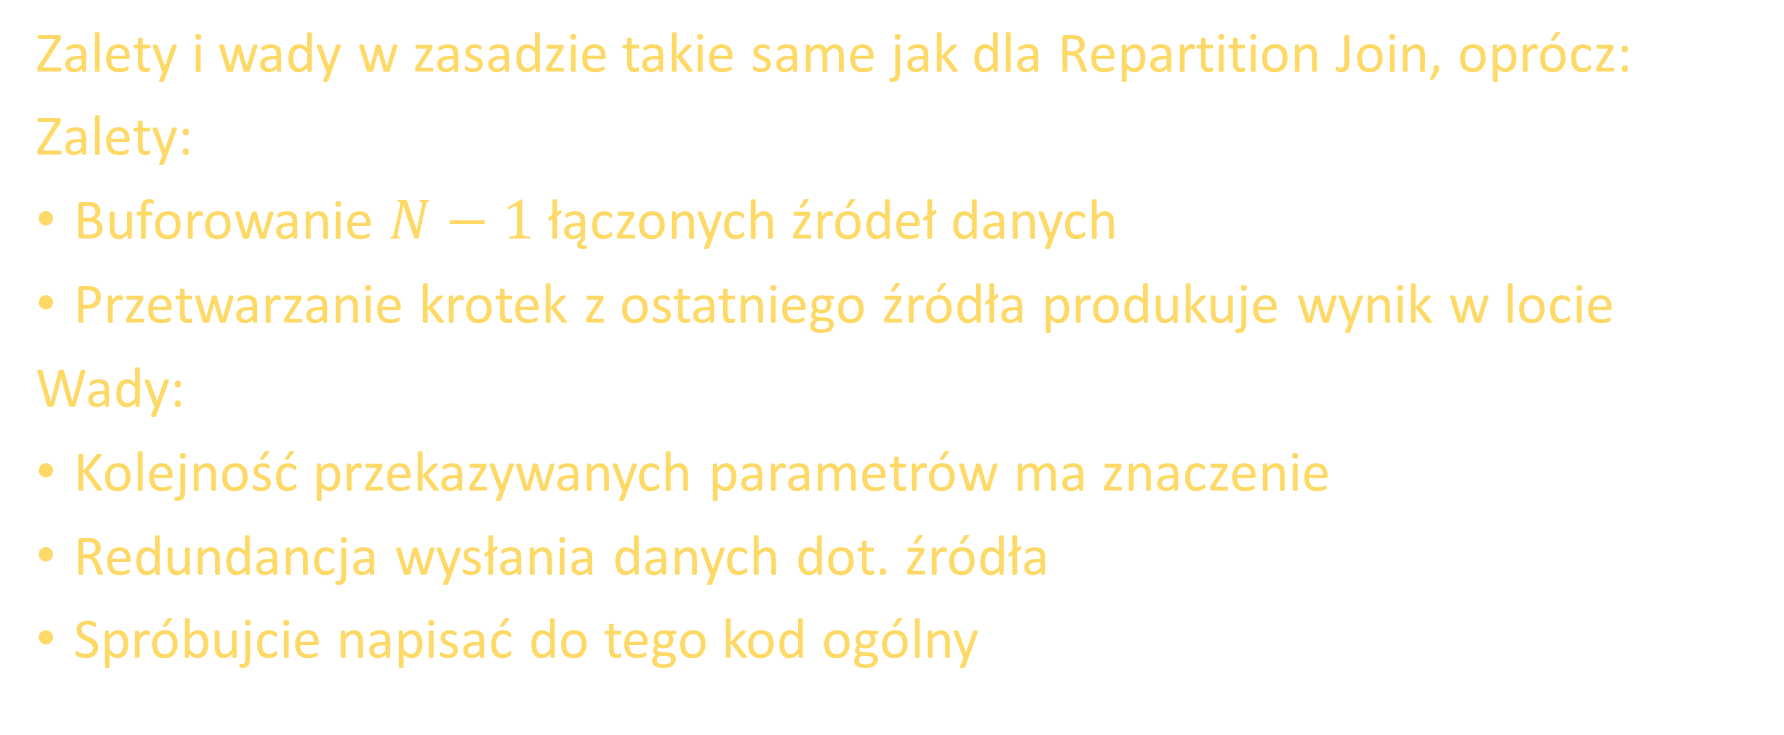 Zalety i wady w zasadzie takie same jak dla Repartition Join, oprócz:
Zalety:
• Buforowanie N − 1 łączonych źródeł danych
• Przetwarzanie krotek z ostatniego źródła produkuje wynik w locie
Wady:
• Kolejność przekazywanych parametrów ma znaczenie
• Redundancja wysłania danych dot. źródła
• Spróbujcie napisać do tego kod ogólny